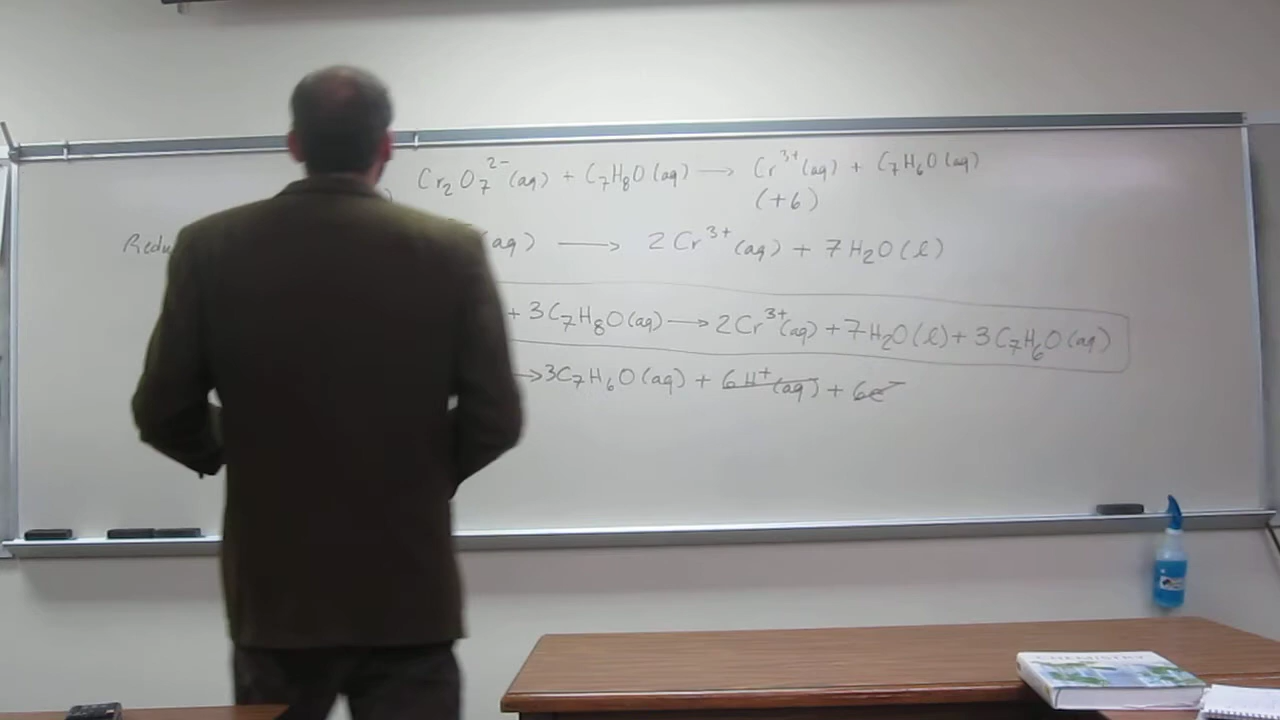 Cr₂O₇²⁻(aq) + C₇H₈O(aq) → Cr³⁺(aq) + C₇H₆O(aq)
(+6)
(aq) → 2Cr³⁺(aq) + 7H₂O(l)
+ 3C₇H₈O(aq) → 2Cr³⁺(aq) + 7H₂O(l) + 3C₇H₆O(aq)
→ 3C₇H₆O(aq) + 6H⁺(aq) + 6e⁻
CHEMISTRY